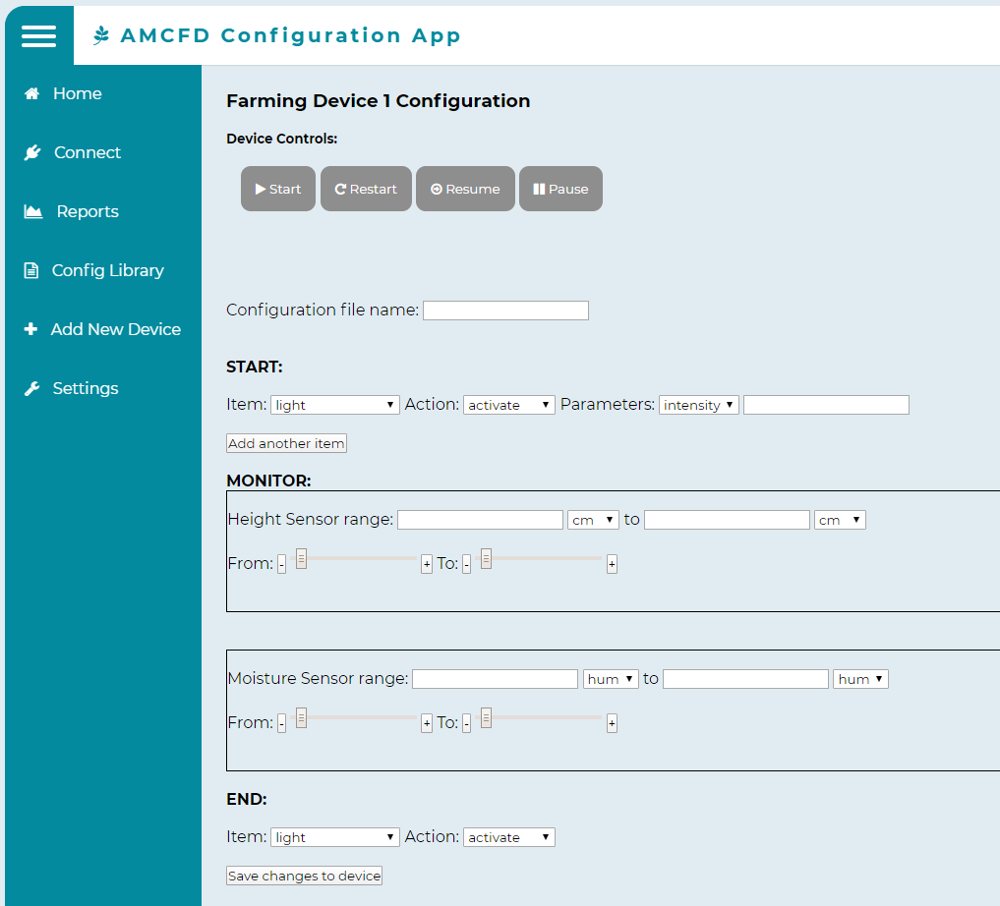 AMCFD Configuration App
Home
Connect
Reports
Config Library
Add New Device
Settings
Farming Device 1 Configuration
Device Controls:
Start Restart Resume Pause
Configuration file name:
START:
Item: light Action: activate Parameters: intensity
Add another item
MONITOR:
Height Sensor range: cm to cm
From: - + To: - +
Moisture Sensor range: hum to hum
From: - + To: - +
END:
Item: light Action: activate
Save changes to device